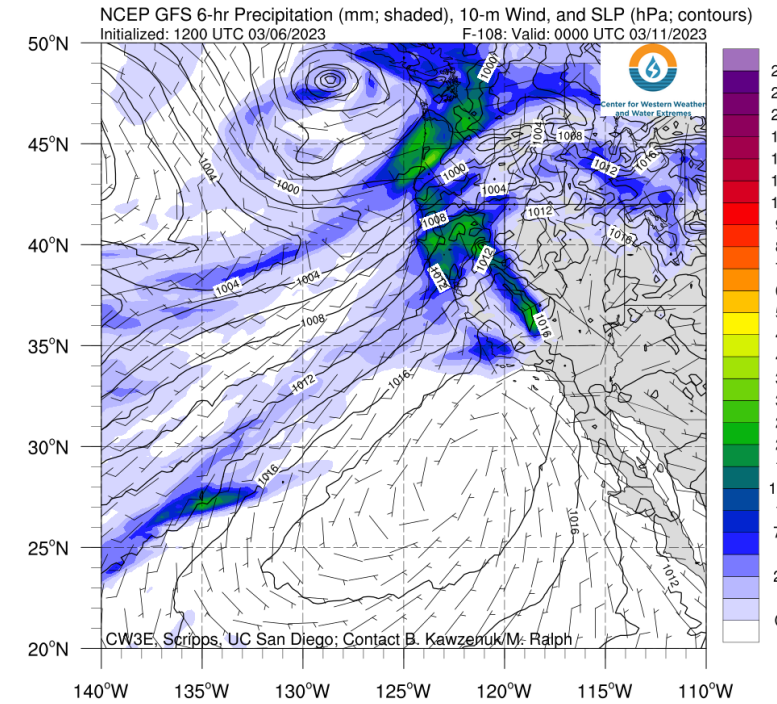 NCEP GFS 6-hr Precipitation (mm; shaded), 10-m Wind, and SLP (hPa; contours)
Initialized: 1200 UTC 03/06/2023 F-108: Valid: 0000 UTC 03/11/2023
Center for Western Weather
and Water Extremes
50°N
45°N
40°N
35°N
30°N
25°N
20°N
1000
1004
1008
1016
1004
1012
1000
1000
1004
1012
1008
1016
1012
1012
1004
1004
1008
1016
1012
1016
1016
1016
1012
CW3E, Scripps, UC San Diego; Contact B. Kawzenuk/M. Ralph
140°W 135°W 130°W 125°W 120°W 115°W 110°W